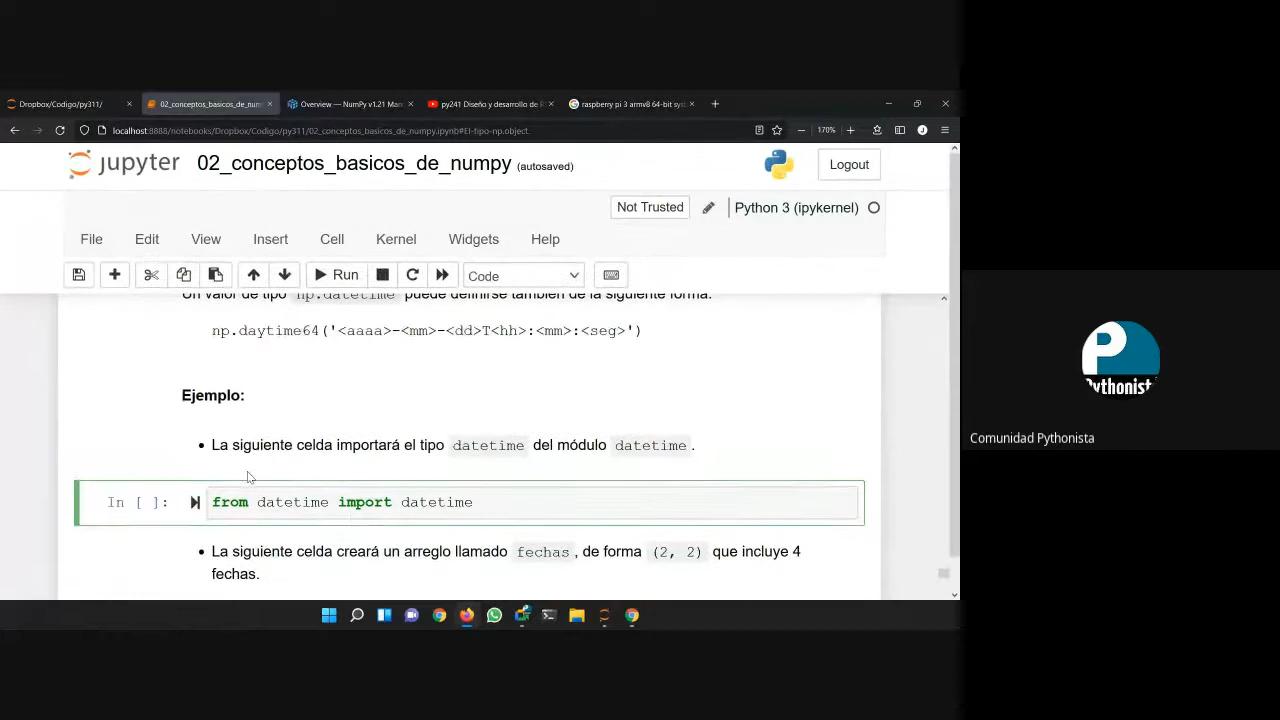 Dropbox/Codigo/py311/
02_conceptos_basicos_de_num
Overview — NumPy v1.21 Man
py241 Diseño y desarrollo de R
raspberry pi 3 armv8 64-bit sys
localhost:8888/notebooks/Dropbox/Codigo/py311/02_conceptos_basicos_de_numpy.ipynb#El-tipo-np.object.
170%
jupyter 02_conceptos_basicos_de_numpy (autosaved)
Logout
Not Trusted
Python 3 (ipykernel)
File Edit View Insert Cell Kernel Widgets Help
Run
Code
Un valor de tipo np.datetime puede definirse también de la siguiente forma:
np.daytime64('<aaaa>-<mm>-<dd>T<hh>:<mm>:<seg>')
Ejemplo:
• La siguiente celda importará el tipo datetime del módulo datetime.
In [ ]: from datetime import datetime
• La siguiente celda creará un arreglo llamado fechas, de forma (2, 2) que incluye 4
fechas.
Pythonist
Comunidad Pythonista